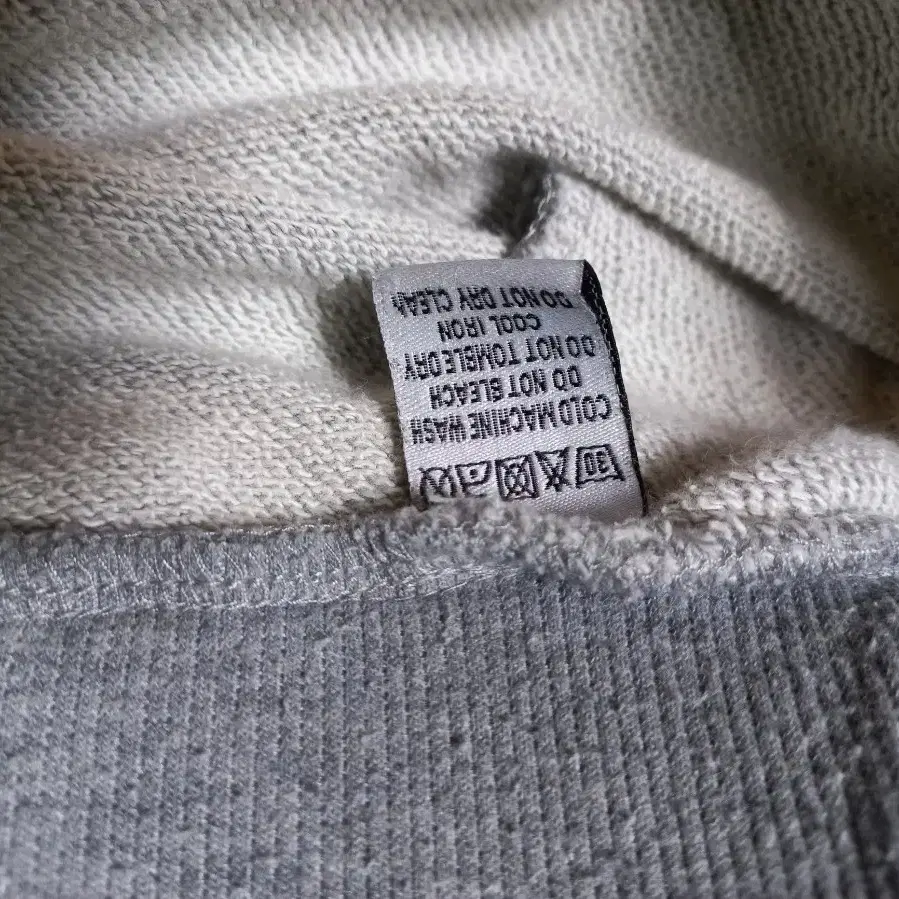 30
COLD MACHINE WASH
DO NOT BLEACH
DO NOT TOMBLE DRY
COOL IRON
DO NOT DRY CLEAN